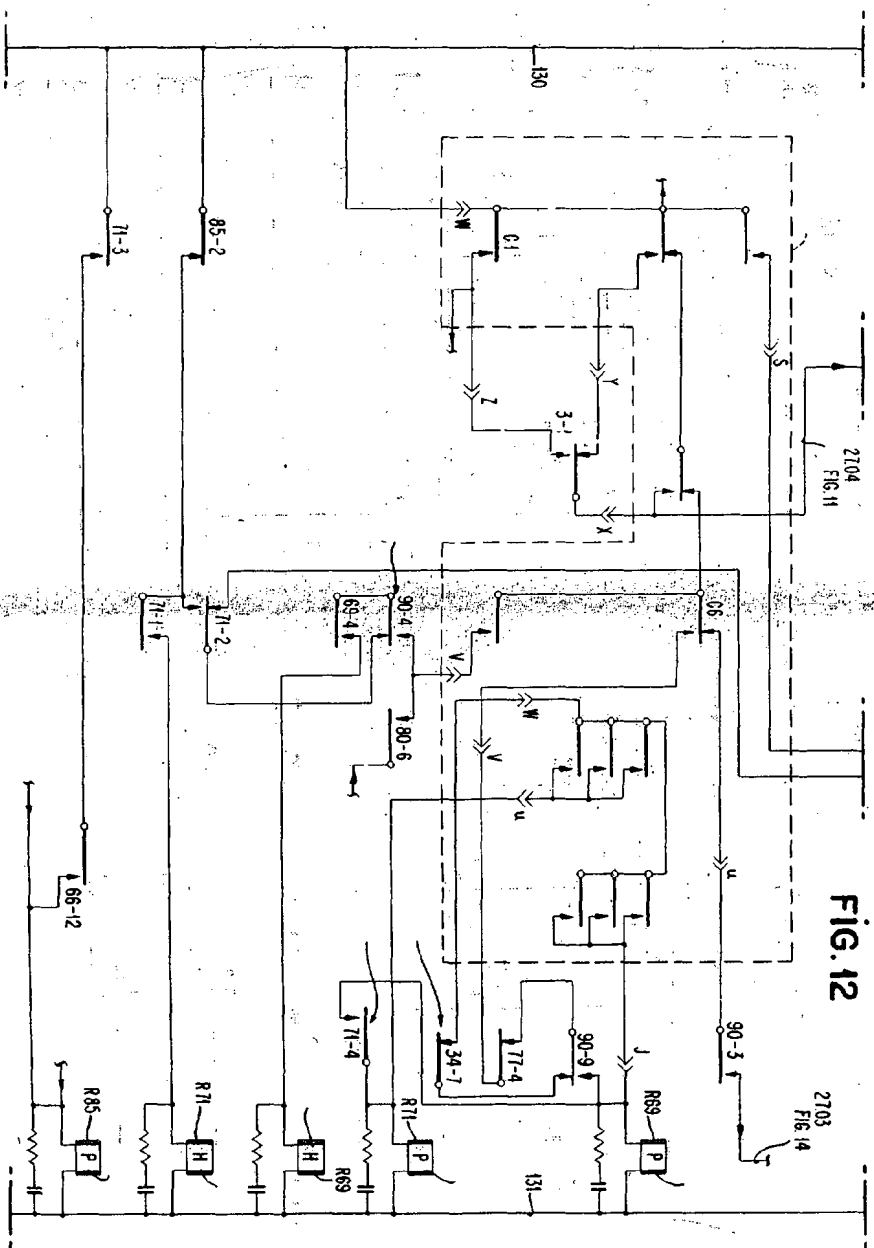 FIG. 12
130
2704
FIG. 11
2703
FIG. 14
S
W
C-1
Y
Z
3-1
X
71-3
85-2
C6
u
90-3
V
90-4
69-4
71-2
71-1
80-6
W
V
u
J
66-12
71-4
34-7
77-4
90-9
R85
P
R71
H
H
R69
R71
P
R69
P
131